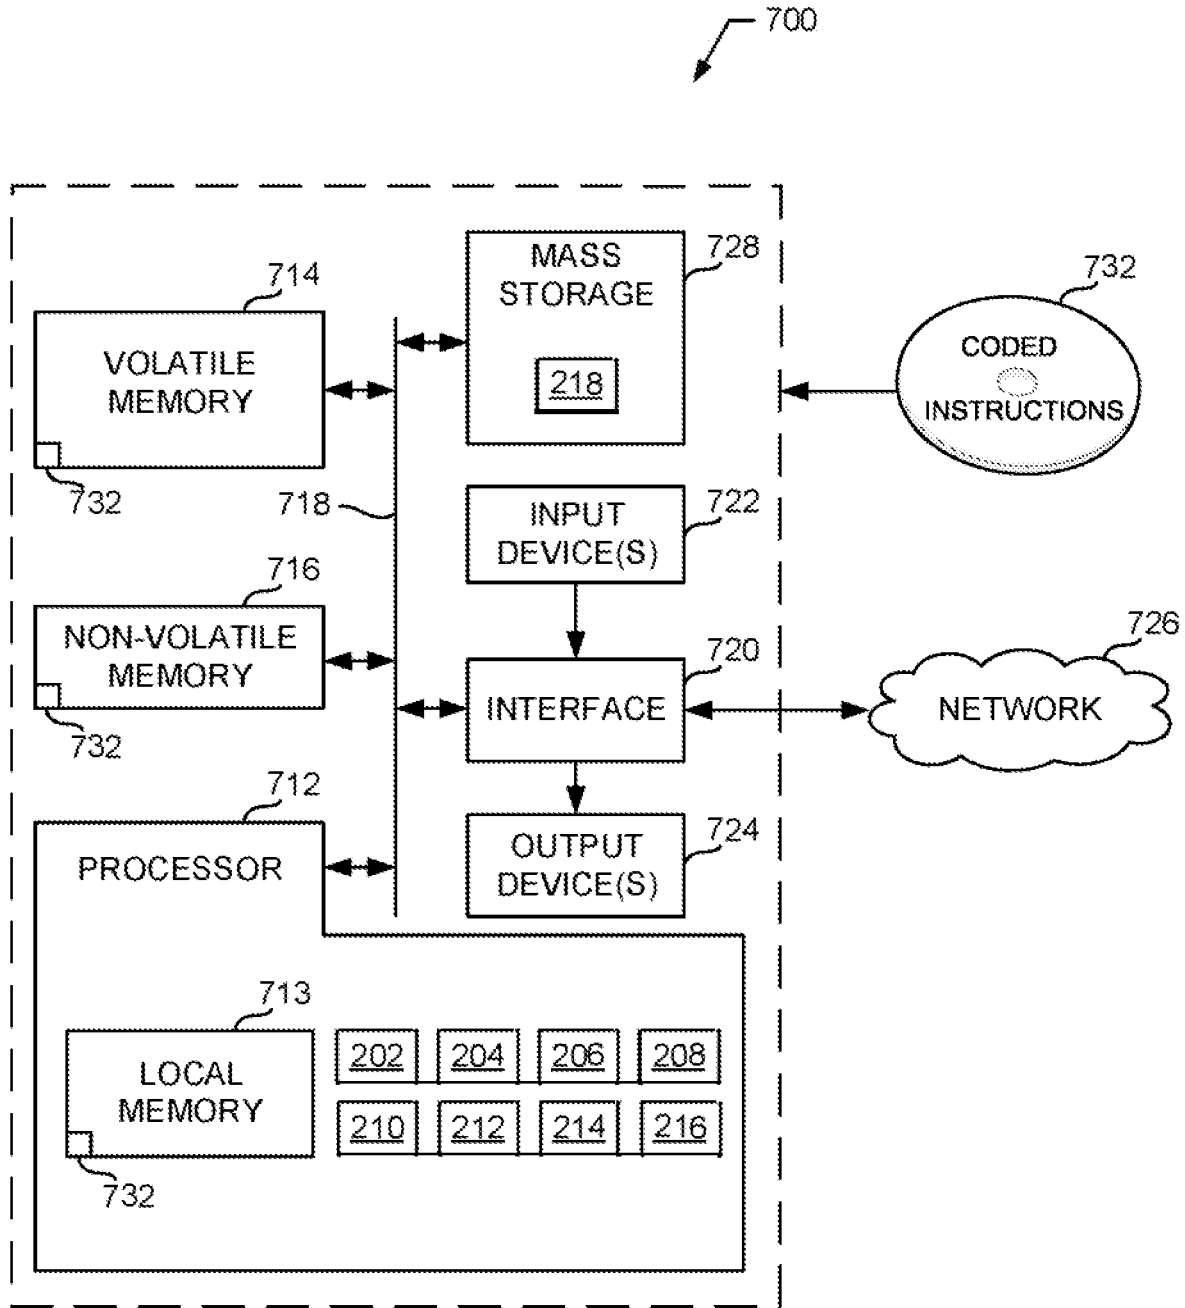 700
714
VOLATILE
MEMORY
732
MASS
STORAGE
728
218
732
CODED
INSTRUCTIONS
718
INPUT
DEVICE(S)
722
716
NON-VOLATILE
MEMORY
732
720
INTERFACE
726
NETWORK
712
PROCESSOR
OUTPUT
DEVICE(S)
724
713
LOCAL
MEMORY
732
202 204 206 208
210 212 214 216